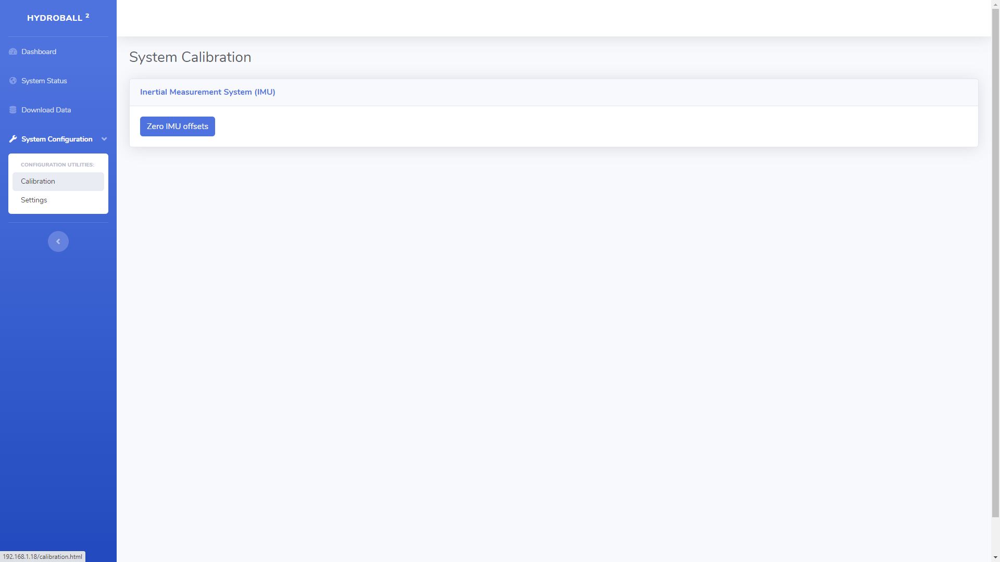 HYDROBALL 2
Dashboard
System Status
Download Data
System Configuration
CONFIGURATION UTILITIES:
Calibration
Settings
System Calibration
Inertial Measurement System (IMU)
Zero IMU offsets
192.168.1.18/calibration.html